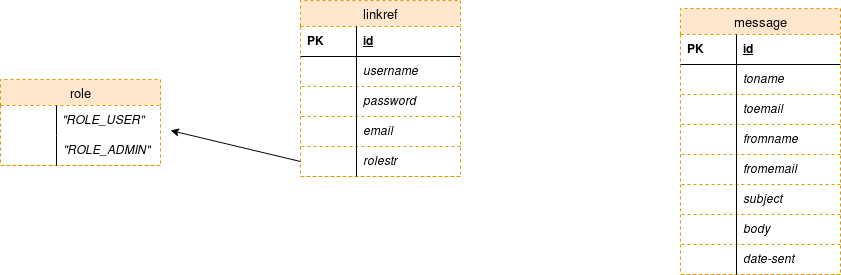 role
"ROLE_USER"
"ROLE_ADMIN"
linkref
PK id
username
password
email
rolestr
message
PK id
toname
toemail
fromname
fromemail
subject
body
date-sent